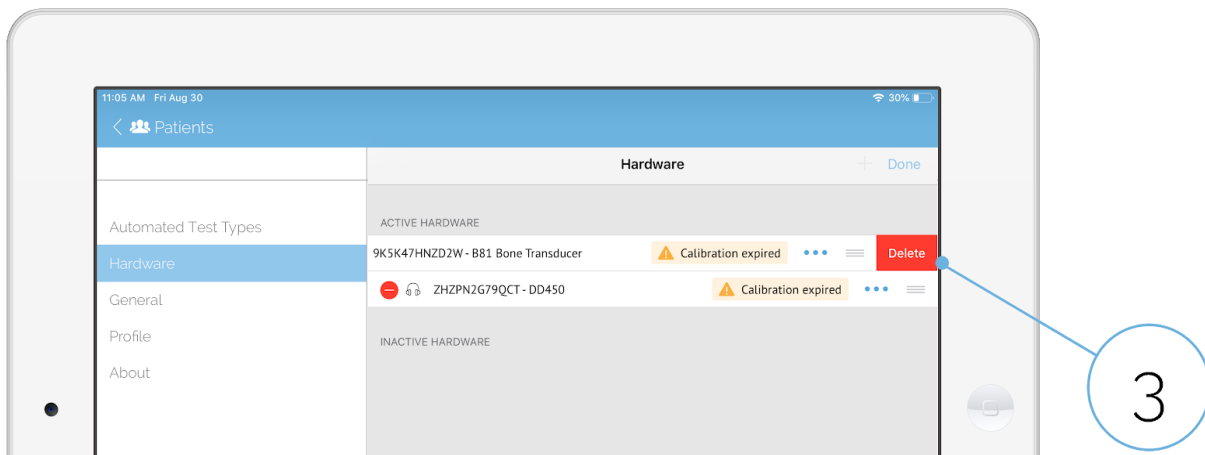 11:05 AM Fri Aug 30 30%
Patients
Hardware Done
Automated Test Types
Hardware
General
Profile
About
ACTIVE HARDWARE
9K5K47HNZD2W - B81 Bone Transducer Calibration expired Delete
ZHZPN2G79QCT - DD450 Calibration expired
INACTIVE HARDWARE
3